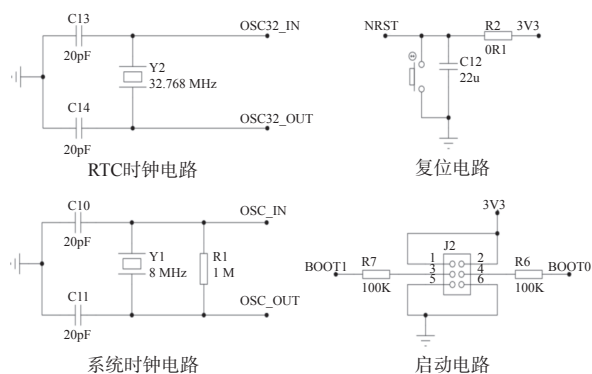 C13
20pF
OSC32_IN
Y2
32.768 MHz
C14
20pF
OSC32_OUT
RTC时钟电路
NRST
R2
3V3
0R1
C12
22u
复位电路
C10
20pF
OSC_IN
Y1
8 MHz
R1
1 M
C11
20pF
OSC_OUT
系统时钟电路
3V3
J2
1 2
3 4
5 6
BOOT1
R7
100K
R6
100K
BOOT0
启动电路